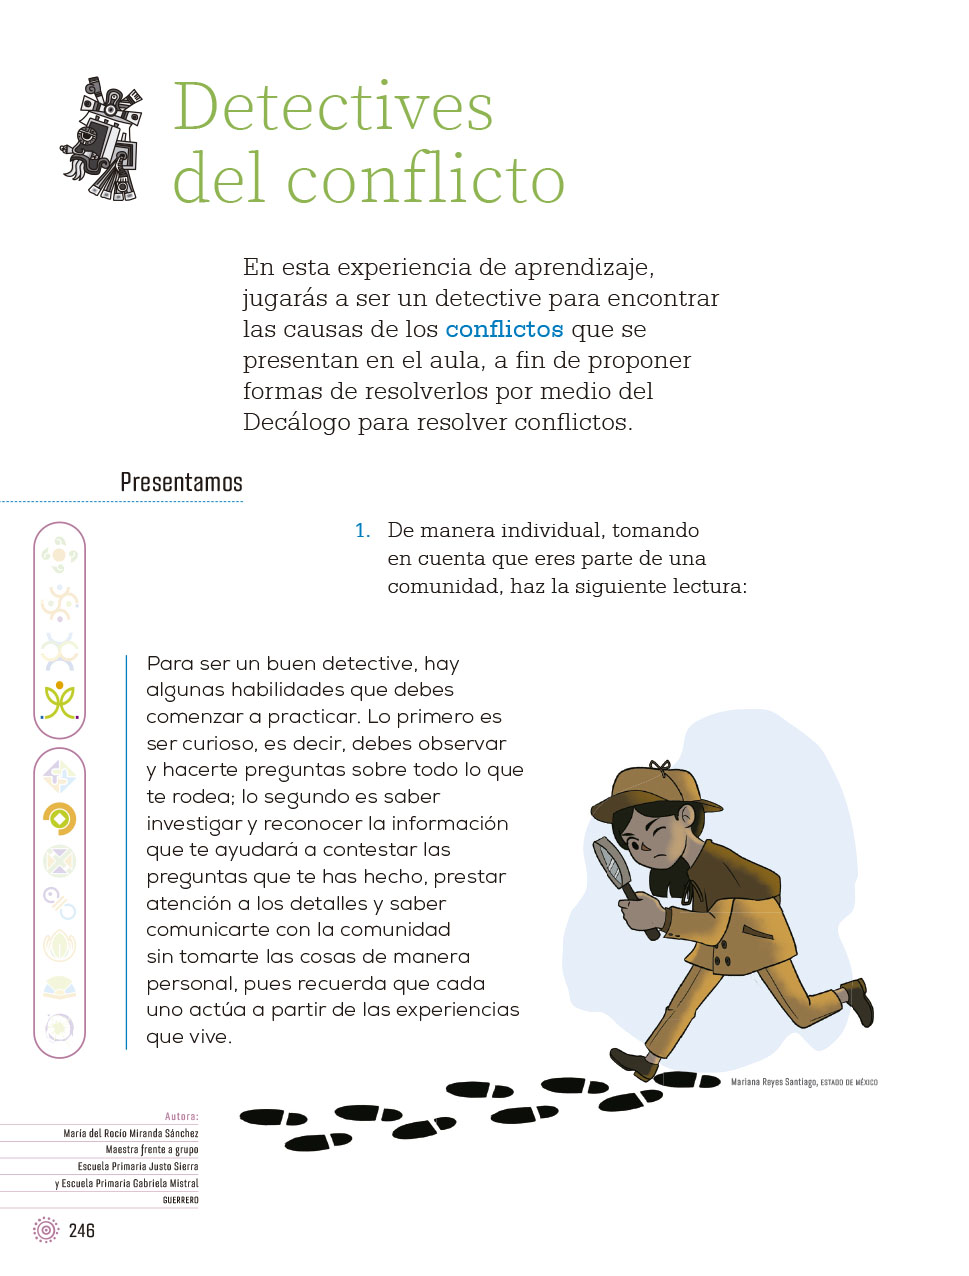 Detectives
del conflicto
En esta experiencia de aprendizaje,
jugarás a ser un detective para encontrar
las causas de los conflictos que se
presentan en el aula, a fin de proponer
formas de resolverlos por medio del
Decálogo para resolver conflictos.
Presentamos
1. De manera individual, tomando
en cuenta que eres parte de una
comunidad, haz la siguiente lectura:
Para ser un buen detective, hay
algunas habilidades que debes
comenzar a practicar. Lo primero es
ser curioso, es decir, debes observar
y hacerte preguntas sobre todo lo que
te rodea; lo segundo es saber
investigar y reconocer la información
que te ayudará a contestar las
preguntas que te has hecho, prestar
atención a los detalles y saber
comunicarte con la comunidad
sin tomarte las cosas de manera
personal, pues recuerda que cada
uno actúa a partir de las experiencias
que vive.
Mariana Reyes Santiago, ESTADO DE MÉXICO
Autora:
María del Rocío Miranda Sánchez
Maestra frente a grupo
Escuela Primaria Justo Sierra
y Escuela Primaria Gabriela Mistral
GUERRERO
246